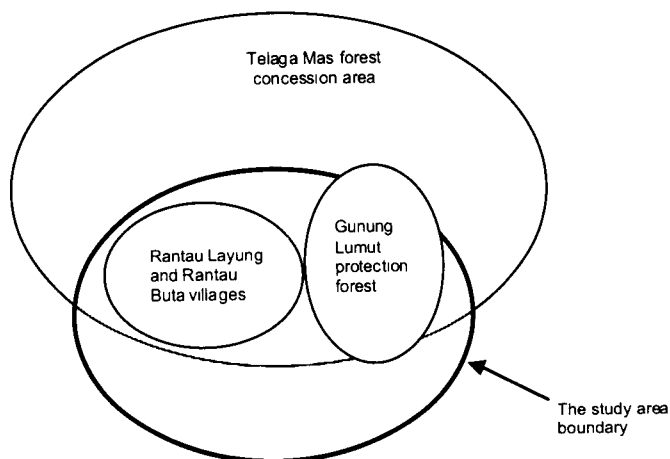 Telaga Mas forest
concession area
Rantau Layung
and Rantau
Buta villages
Gunung
Lumut
protection
forest
The study area
boundary